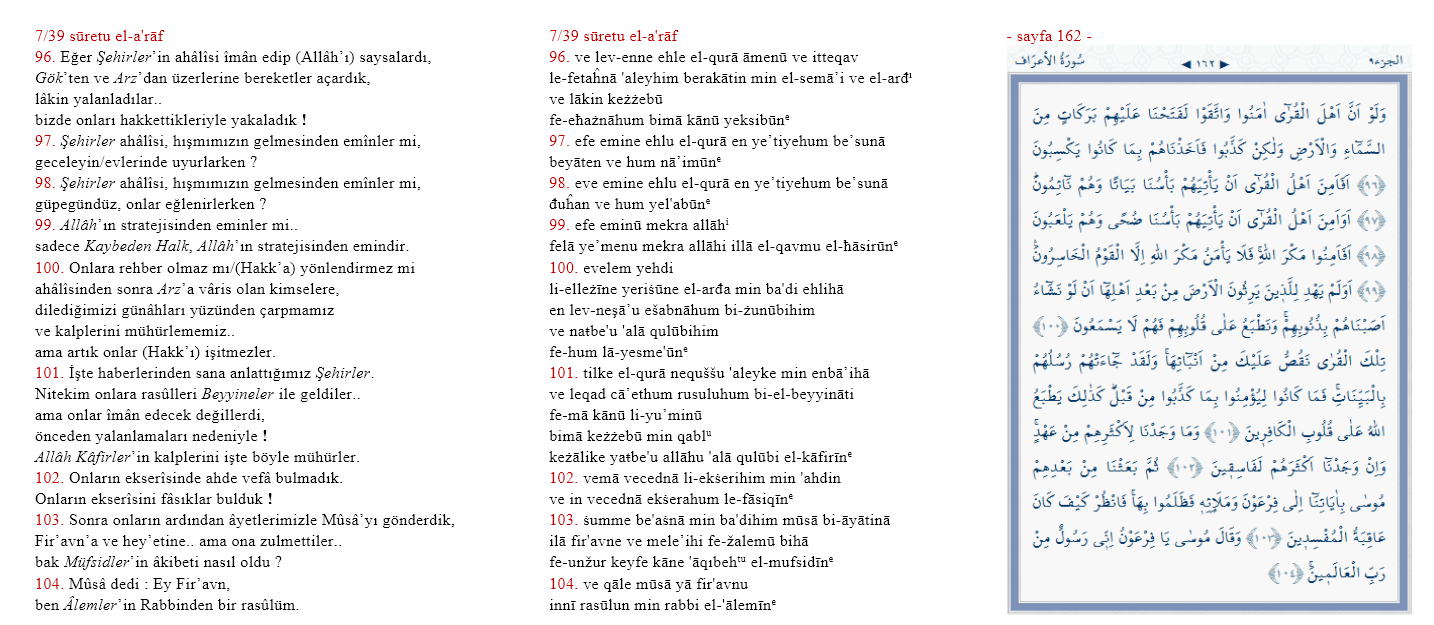 7/39 sūretu el-a'rāf
96. Eğer Şehirler’in ahâlîsi îmân edip (Allâh’ı) saysalardı,
Gök’ten ve Arz’dan üzerlerine bereketler açardık,
lâkin yalanladılar..
bizde onları hakkettikleriyle yakaladık !
97. Şehirler ahâlîsi, hışmımızın gelmesinden emînler mi,
geceleyin/evlerinde uyurlarken ?
98. Şehirler ahâlîsi, hışmımızın gelmesinden emînler mi,
güpegündüz, onlar eğlenirlerken ?
99. Allâh’ın stratejisinden eminler mi..
sadece Kaybeden Halk, Allâh’ın stratejisinden emindir.
100. Onlara rehber olmaz mı/(Hakk’a) yönlendirmez mi
ahâlîsinden sonra Arz’a vâris olan kimselere,
dilediğimizi günâhları yüzünden çarpmamız
ve kalplerini mühürlememiz..
ama artık onlar (Hakk’ı) işitmezler.
101. İşte haberlerinden sana anlattığımız Şehirler.
Nitekim onlara rasûlleri Beyyineler ile geldiler..
ama onlar îmân edecek değillerdi,
önceden yalanlamaları nedeniyle !
Allâh Kâfirler’in kalplerini işte böyle mühürler.
102. Onların ekserîsinde ahde vefâ bulmadık.
Onların ekserîsini fâsıklar bulduk !
103. Sonra onların ardından âyetlerimizle Mûsâ’yı gönderdik,
Fir’avn’a ve hey’etine.. ama ona zulmettiler..
bak Müfsidler’in âkibeti nasıl oldu ?
104. Mûsâ dedi : Ey Fir’avn,
ben Âlemler’in Rabbinden bir rasûlüm.
7/39 sūretu el-a'rāf
96. ve lev-enne ehle el-qurā āmenū ve itteqav
le-fetaĥnā 'aleyhim berakātin min el-semā’i ve el-arđⁱ
ve lākin keżżebū
fe-eħażnāhum bimā kānū yeksibūnᵉ
97. efe emine ehlu el-qurā en ye’tiyehum be’sunā
beyāten ve hum nā’imūnᵉ
98. eve emine ehlu el-qurā en ye’tiyehum be’sunā
đuĥan ve hum yel'abūnᵉ
99. efe eminū mekra allāhⁱ
felā ye’menu mekra allāhi illā el-qavmu el-ħāsirūnᵉ
100. evelem yehdi
li-elleżīne yeriṡūne el-arđa min ba'di ehlihā
en lev-neşā’u eṡabnāhum bi-żunūbihim
ve naŧbe'u 'alā qulūbihim
fe-hum lā-yesme'ūnᵉ
101. tilke el-qurā nequṡṡu 'aleyke min enbā’ihā
ve leqad cā’ethum rusuluhum bi-el-beyyināti
fe-mā kānū li-yu’minū
bimā keżżebū min qablᵘ
keżālike yaŧbe'u allāhu 'alā qulūbi el-kāfirīnᵉ
102. vemā vecednā li-ekṡerihim min 'ahdin
ve in vecednā ekṡerahum le-fāsiqīnᵉ
103. ṡumme be'aṡnā min ba'dihim mūsā bi-āyātinā
ilā fir'avne ve mele’ihi fe-žalemū bihā
fe-unžur keyfe kāne 'āqıbehᵗᵘ el-mufsidīnᵉ
104. ve qāle mūsā yā fir'avnu
innī rasūlun min rabbi el-'ālemīnᵉ
- sayfa 162 -
الجزء٩ ◀ ١٦٢ ▶ سُورَةُ الْاَعْرَافِ
وَلَوْ اَنَّ اَهْلَ الْقُرٰٓى اٰمَنُوا وَاتَّقَوْا لَفَتَحْنَا عَلَيْهِمْ بَرَكَاتٍ مِنَ
السَّمَٓاءِ وَالْاَرْضِ وَلٰكِنْ كَذَّبُوا فَاَخَذْنَاهُمْ بِمَا كَانُوا يَكْسِبُونَ
﴿٩٦﴾ اَفَاَمِنَ اَهْلُ الْقُرٰٓى اَنْ يَأْتِيَهُمْ بَأْسُنَا بَيَاتًا وَهُمْ نَٓائِمُونَۜ
﴿٩٧﴾ اَوَاَمِنَ اَهْلُ الْقُرٰٓى اَنْ يَأْتِيَهُمْ بَأْسُنَا ضُحًى وَهُمْ يَلْعَبُونَ
﴿٩٨﴾ اَفَاَمِنُوا مَكْرَ اللّٰهِۚ فَلَا يَأْمَنُ مَكْرَ اللّٰهِ اِلَّا الْقَوْمُ الْخَاسِرُونَ۟
﴿٩٩﴾ اَوَلَمْ يَهْدِ لِلَّذ۪ينَ يَرِثُونَ الْاَرْضَ مِنْ بَعْدِ اَهْلِهَٓا اَنْ لَوْ نَشَٓاءُ
اَصَبْنَاهُمْ بِذُنُوبِهِمْۚ وَنَطْبَعُ عَلٰى قُلُوبِهِمْ فَهُمْ لَا يَسْمَعُونَ ﴿١٠٠﴾
تِلْكَ الْقُرٰى نَقُصُّ عَلَيْكَ مِنْ اَنْبَٓائِهَاۚ وَلَقَدْ جَٓاءَتْهُمْ رُسُلُهُمْ
بِالْبَيِّنَاتِۚ فَمَا كَانُوا لِيُؤْمِنُوا بِمَا كَذَّبُوا مِنْ قَبْلُۜ كَذٰلِكَ يَطْبَعُ
اللّٰهُ عَلٰى قُلُوبِ الْكَافِر۪ينَ ﴿١٠١﴾ وَمَا وَجَدْنَا لِاَكْثَرِهِمْ مِنْ عَهْدٍۚ
وَاِنْ وَجَدْنَٓا اَكْثَرَهُمْ لَفَاسِق۪ينَ ﴿١٠٢﴾ ثُمَّ بَعَثْنَا مِنْ بَعْدِهِمْ
مُوسٰى بِاٰيَاتِنَٓا اِلٰى فِرْعَوْنَ وَمَلَا۬ئِه۪ فَظَلَمُوا بِهَاۚ فَانْظُرْ كَيْفَ كَانَ
عَاقِبَةُ الْمُفْسِد۪ينَ ﴿١٠٣﴾ وَقَالَ مُوسٰى يَا فِرْعَوْنُ اِنّ۪ي رَسُولٌ مِنْ
رَبِّ الْعَالَم۪ينَۙ ﴿١٠٤﴾